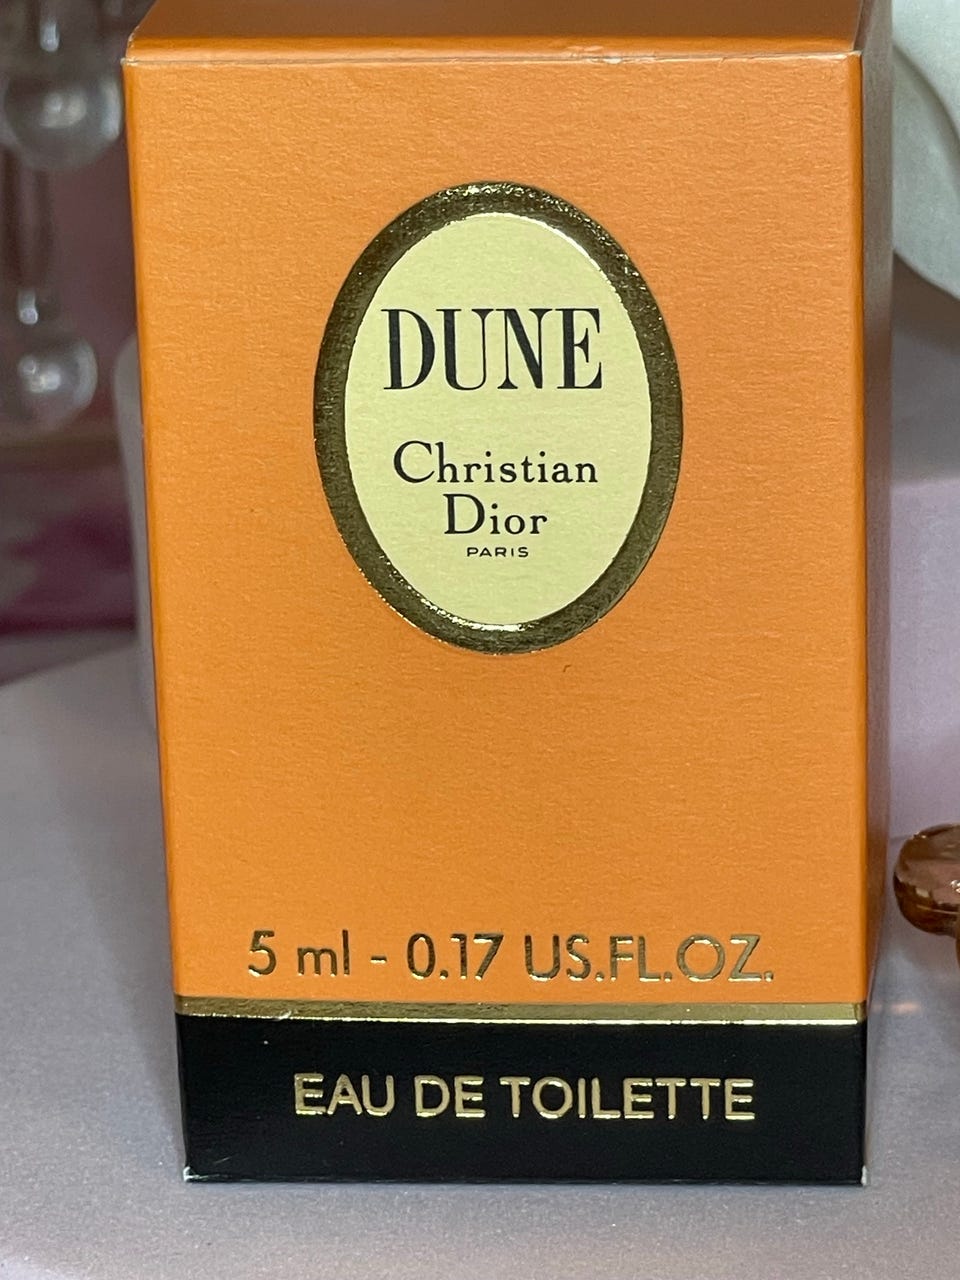 DUNE
Christian
Dior
PARIS
5 ml - 0.17 US.FL.OZ.
EAU DE TOILETTE